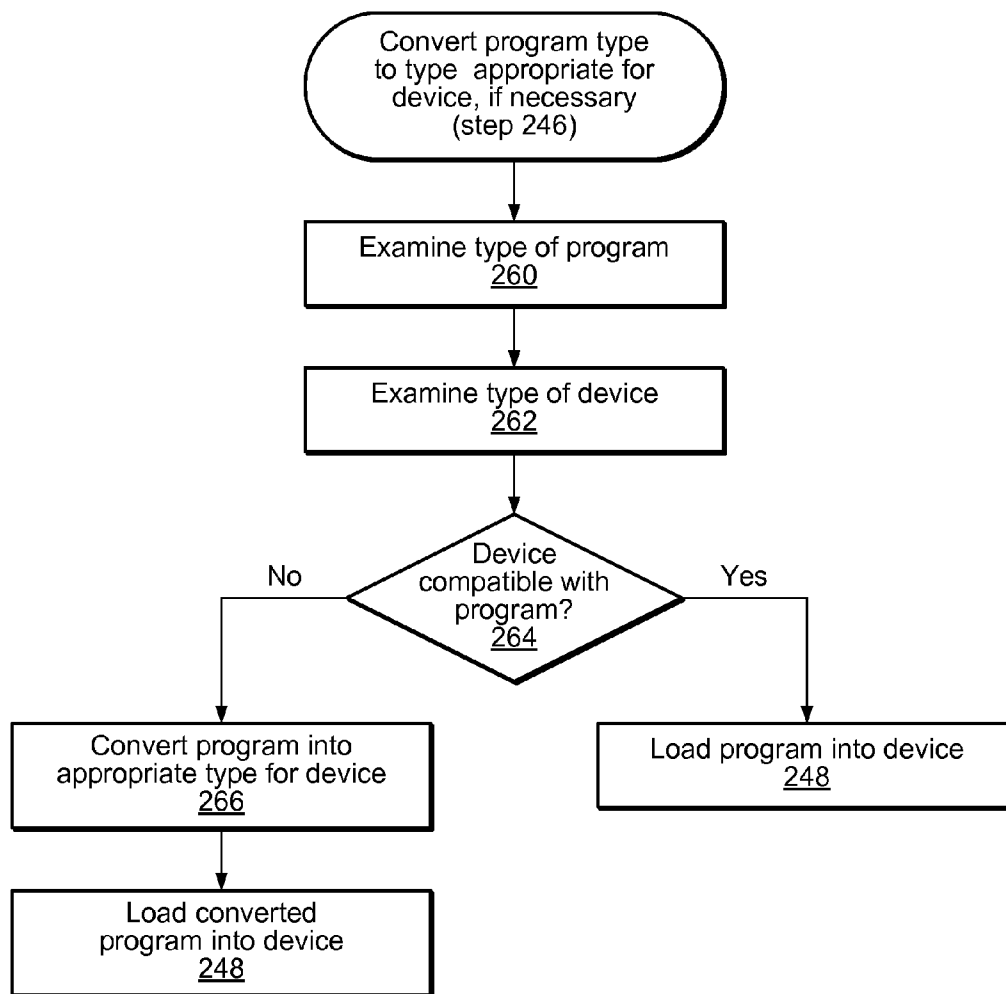 Convert program type
to type appropriate for
device, if necessary
(step 246)
Examine type of program
260
Examine type of device
262
Device
compatible with
program?
264
No
Yes
Convert program into
appropriate type for device
266
Load program into device
248
Load converted
program into device
248